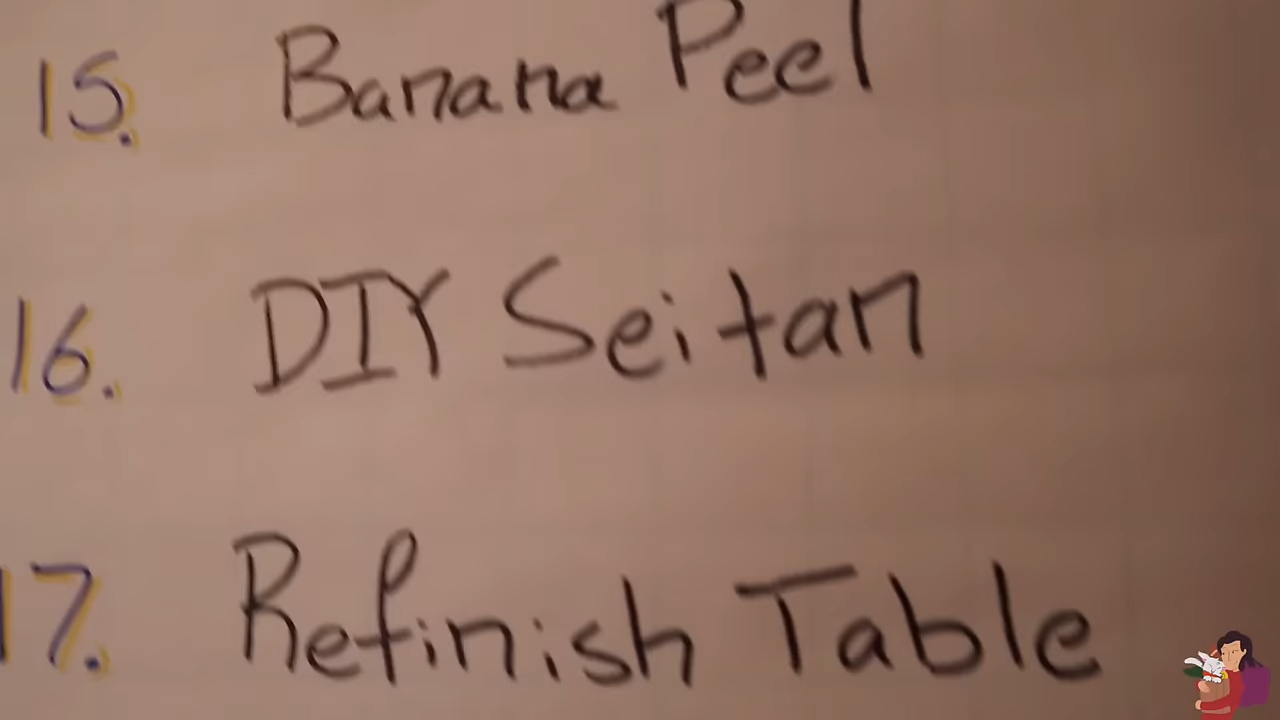 15. Banana Peel
16. DIY Seitan
17. Refinish Table